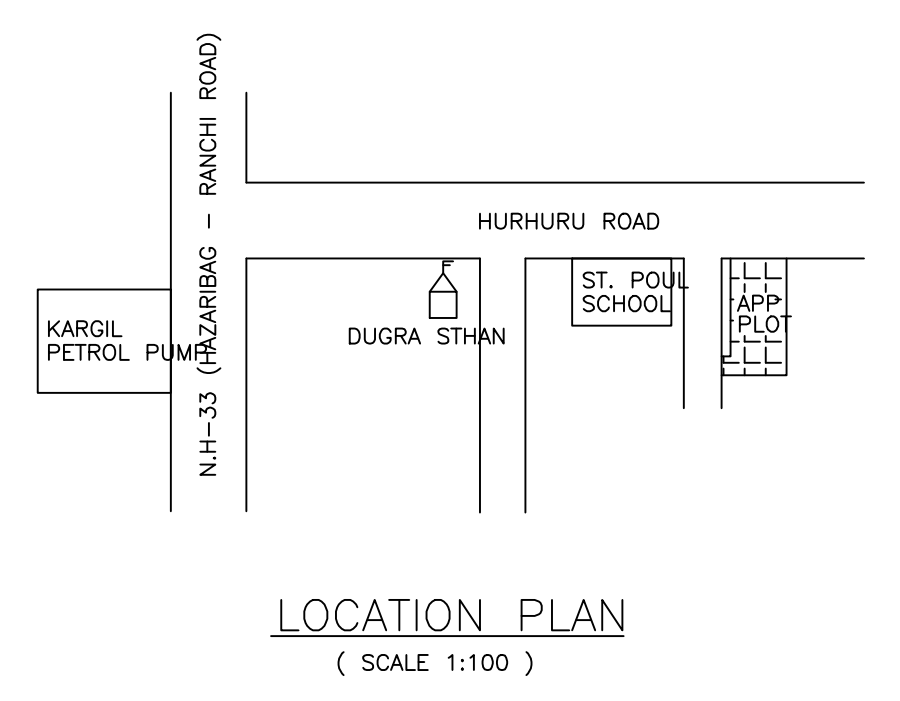 N.H-33 (HAZARIBAG - RANCHI ROAD)
HURHURU ROAD
ST. POUL
SCHOOL
APP
PLOT
KARGIL
PETROL PUMP
DUGRA STHAN
LOCATION PLAN
( SCALE 1:100 )